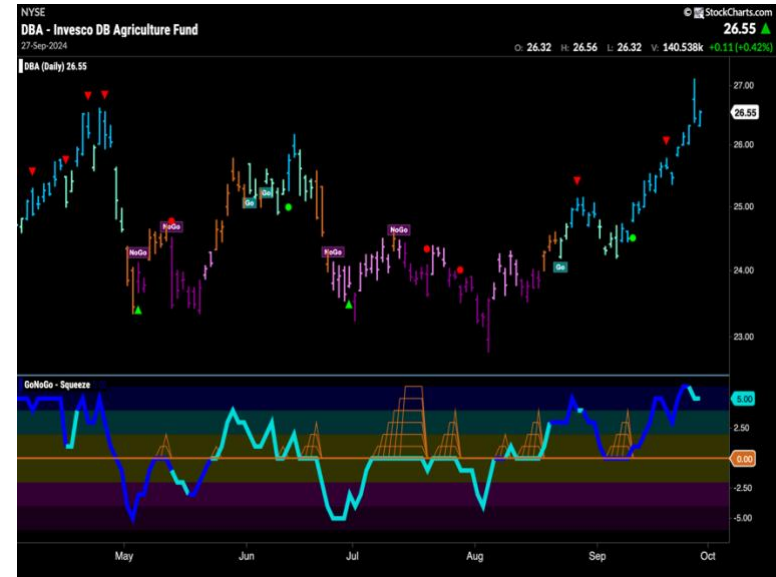 NYSE
© StockCharts.com
DBA - Invesco DB Agriculture Fund
26.55
27-Sep-2024
O: 26.32 H: 26.56 L: 26.32 V: 140.538k +0.11 (+0.42%)
DBA (Daily) 26.55
27.00
26.55
26.00
Go
Go
25.00
NoGo
NoGo
NoGo
NoGo
24.00
Go
23.00
GoNoGo - Squeeze
5.00
2.50
0.00
-2.50
-5.00
May Jun Jul Aug Sep Oct